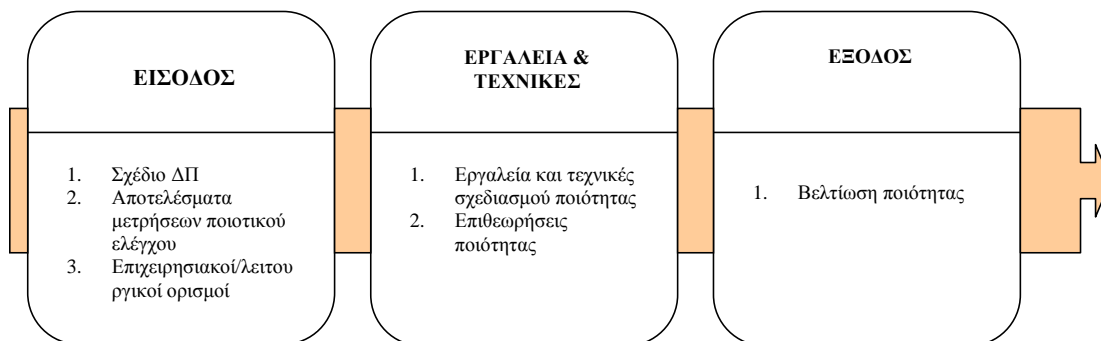 ΕΙΣΟΔΟΣ
1. Σχέδιο ΔΠ
2. Αποτελέσματα
μετρήσεων ποιοτικού
ελέγχου
3. Επιχειρησιακοί/λειτου
ργικοί ορισμοί
ΕΡΓΑΛΕΙΑ &
ΤΕΧΝΙΚΕΣ
1. Εργαλεία και τεχνικές
σχεδιασμού ποιότητας
2. Επιθεωρήσεις
ποιότητας
ΕΞΟΔΟΣ
1. Βελτίωση ποιότητας